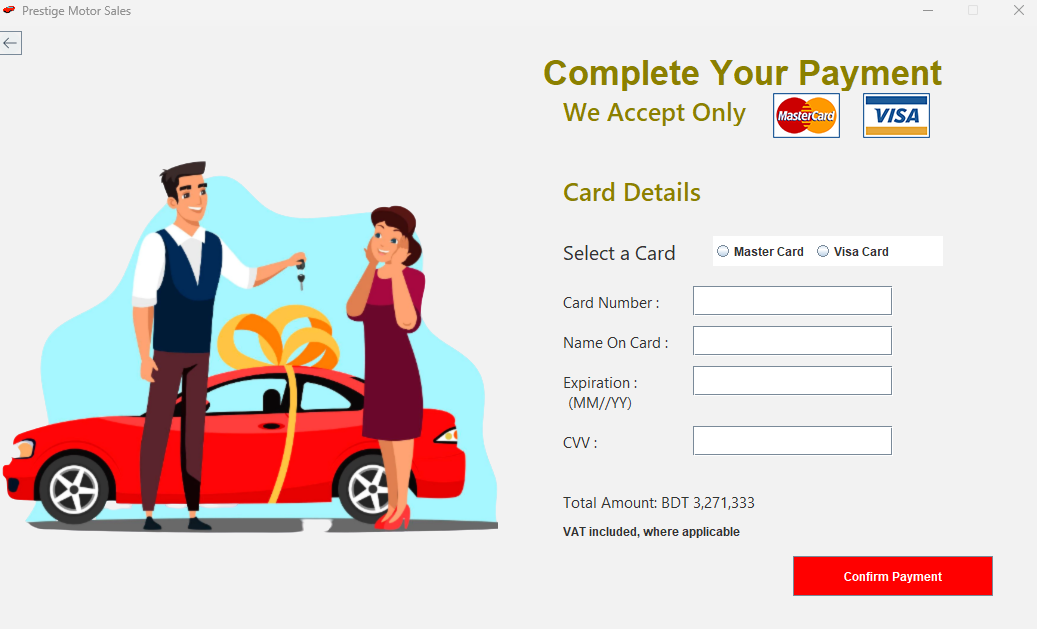 Prestige Motor Sales
Complete Your Payment
We Accept Only MasterCard VISA
Card Details
Select a Card Master Card Visa Card
Card Number :
Name On Card :
Expiration :
(MM//YY)
CVV :
Total Amount: BDT 3,271,333
VAT included, where applicable
Confirm Payment